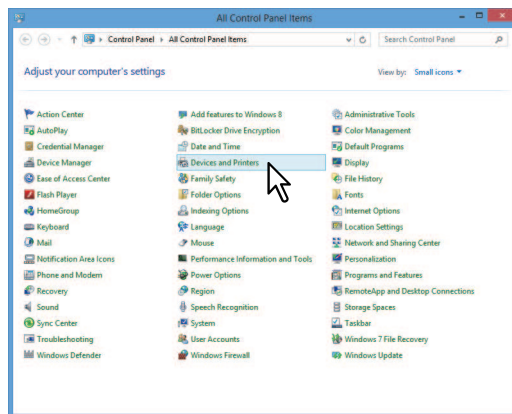 All Control Panel Items
Control Panel All Control Panel Items
Search Control Panel
Adjust your computer's settings
View by: Small icons
Action Center
Add features to Windows 8
Administrative Tools
AutoPlay
BitLocker Drive Encryption
Color Management
Credential Manager
Date and Time
Default Programs
Device Manager
Devices and Printers
Display
Ease of Access Center
Family Safety
File History
Flash Player
Folder Options
Fonts
HomeGroup
Indexing Options
Internet Options
Keyboard
Language
Location Settings
Mail
Mouse
Network and Sharing Center
Notification Area Icons
Performance Information and Tools
Personalization
Phone and Modem
Power Options
Programs and Features
Recovery
Region
RemoteApp and Desktop Connections
Sound
Speech Recognition
Storage Spaces
Sync Center
System
Taskbar
Troubleshooting
User Accounts
Windows 7 File Recovery
Windows Defender
Windows Firewall
Windows Update